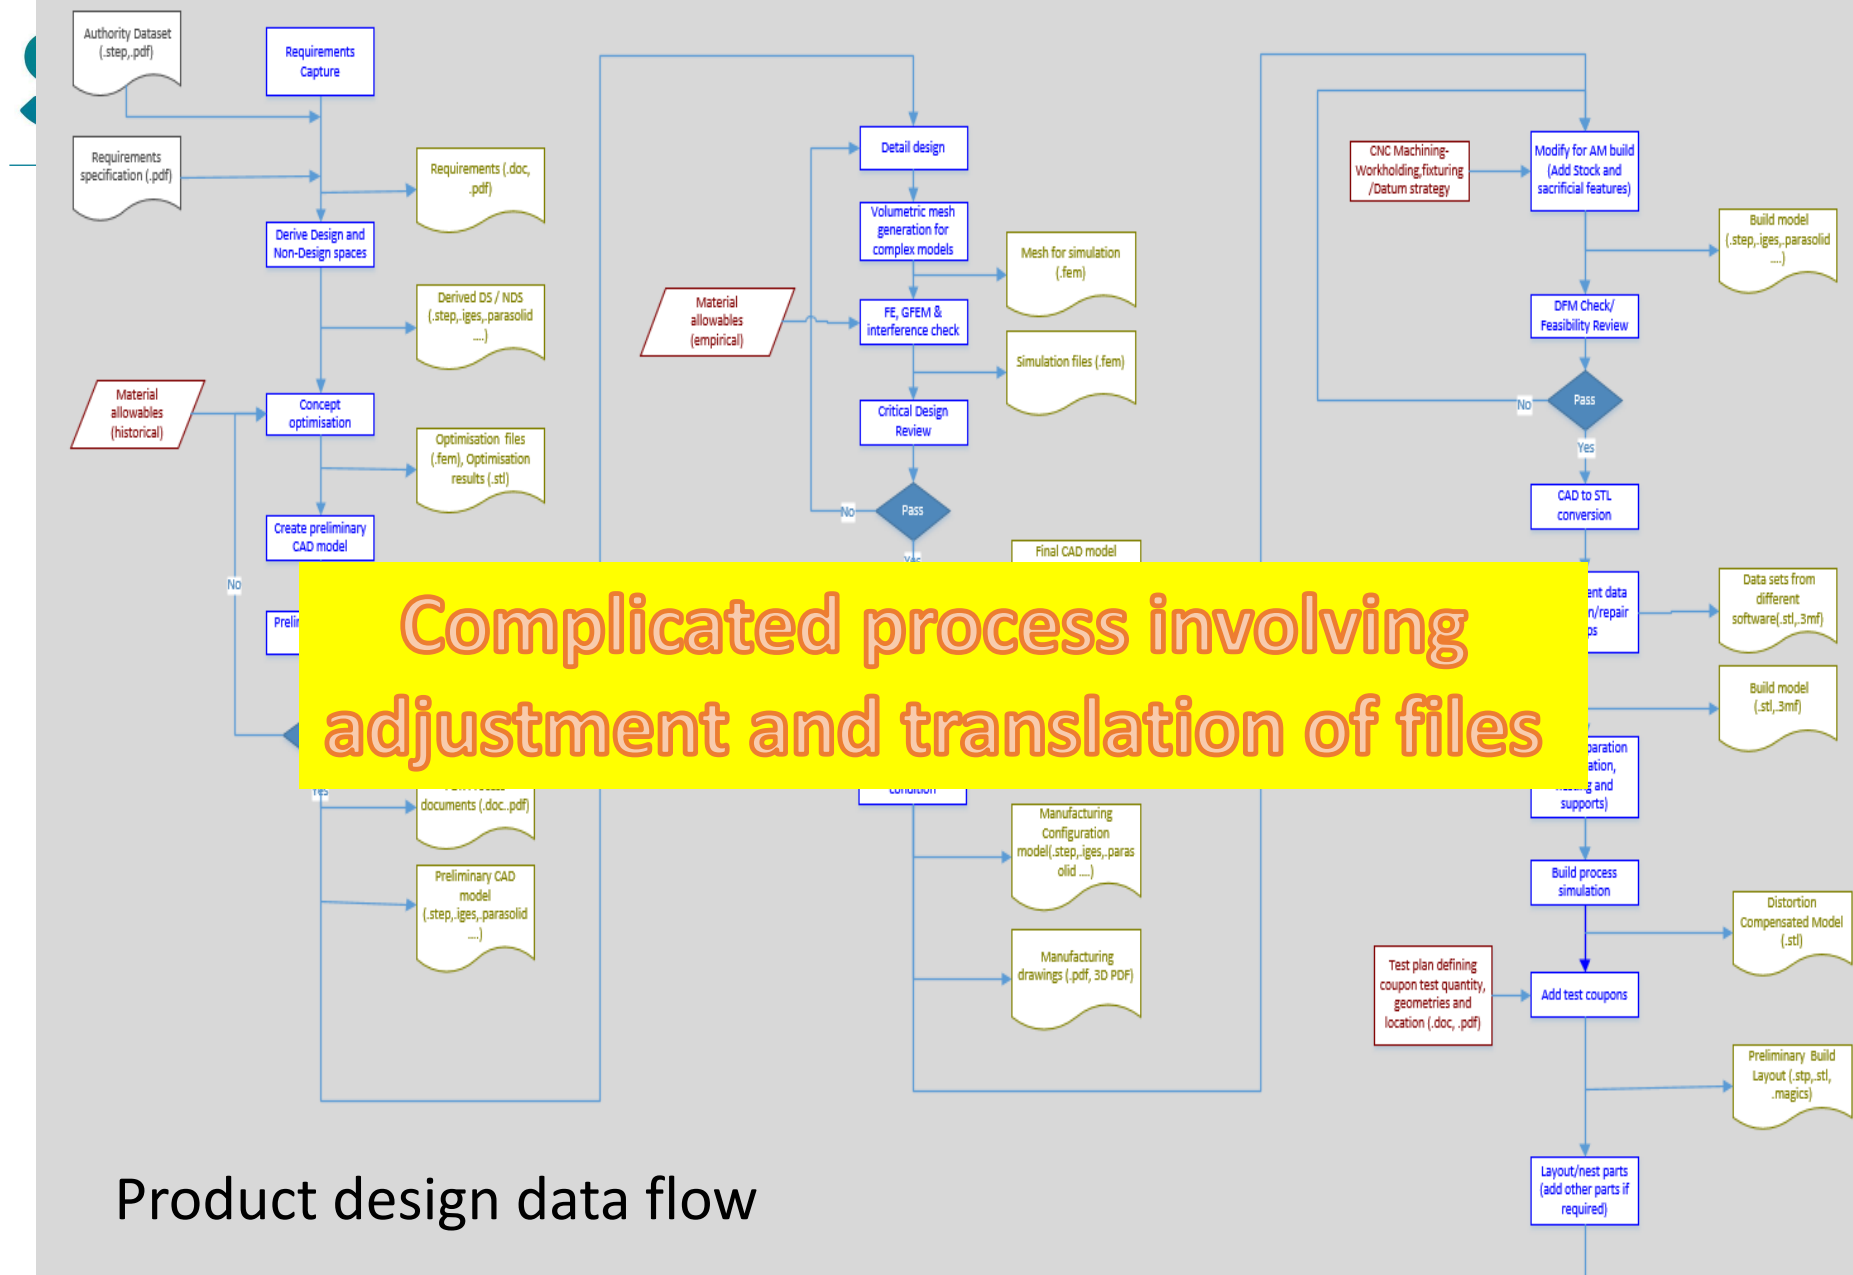 Authority Dataset
(.step,.pdf)
Requirements
Capture
Requirements
specification (.pdf)
Requirements (.doc,
.pdf)
Derive Design and
Non-Design spaces
Derived DS / NDS
(.step,.iges,.parasolid
....)
Material
allowables
(historical)
Concept
optimisation
Optimisation files
(.fem), Optimisation
results (.stl)
Create preliminary
CAD model
No
Yes
documents (.doc..pdf)
Preliminary CAD
model
(.step,.iges,.parasolid
....)
Detail design
Volumetric mesh
generation for
complex models
Mesh for simulation
(.fem)
Material
allowables
(empirical)
FE, GFEM &
interference check
Simulation files (.fem)
Critical Design
Review
Pass
No
Yes
Final CAD model
Complicated process involving
adjustment and translation of files
condition
Manufacturing
Configuration
model(.step,.iges,.paras
olid ....)
Manufacturing
drawings (.pdf, 3D PDF)
CNC Machining-
Workholding,fixturing
/Datum strategy
Modify for AM build
(Add Stock and
sacrificial features)
Build model
(.step,.iges,.parasolid
....)
DFM Check/
Feasibility Review
Pass
No
Yes
CAD to STL
conversion
data
/repair
Data sets from
different
software(.stl,.3mf)
Build model
(.stl,.3mf)
and
supports)
Build process
simulation
Distortion
Compensated Model
(.stl)
Test plan defining
coupon test quantity,
geometries and
location (.doc, .pdf)
Add test coupons
Preliminary Build
Layout (.stp,.stl,
.magics)
Layout/nest parts
(add other parts if
required)
Product design data flow